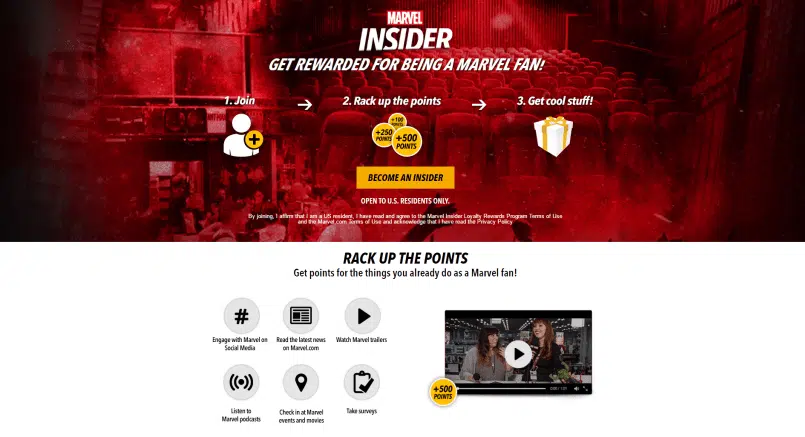 MARVEL
INSIDER
GET REWARDED FOR BEING A MARVEL FAN!
1. Join
2. Rack up the points
3. Get cool stuff!
+100
POINTS
+250
POINTS
+500
POINTS
BECOME AN INSIDER
OPEN TO U.S. RESIDENTS ONLY.
By joining, I affirm that I am a US resident, I have read and agree to the Marvel Insider Loyalty Rewards Program Terms of Use
and the Marvel.com Terms of Use and acknowledge that I have read the Privacy Policy
RACK UP THE POINTS
Get points for the things you already do as a Marvel fan!
#
Engage with Marvel on
Social Media
Read the latest news
on Marvel.com
Watch Marvel trailers
Listen to
Marvel podcasts
Check in at Marvel
events and movies
Take surveys
+500
POINTS